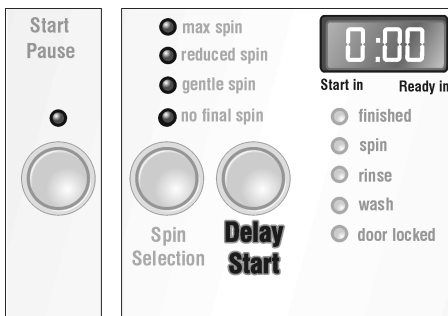 Start
Pause
max spin
reduced spin
gentle spin
no final spin
Spin
Selection
Delay
Start
0:00
Start in Ready in
finished
spin
rinse
wash
door locked